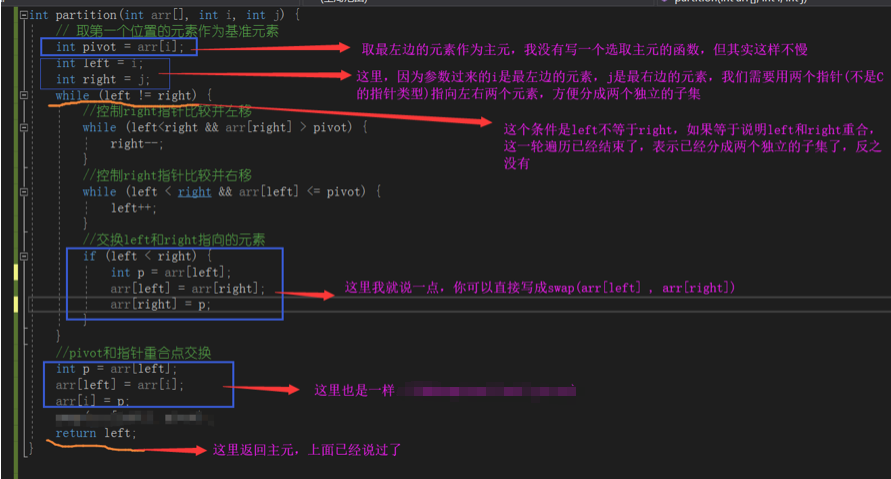 int partition(int arr[], int i, int j) {
// 取第一个位置的元素作为基准元素
int pivot = arr[i];
取最左边的元素作为主元，我没有写一个选取主元的函数，但其实这样不慢
int left = i;
int right = j;
这里，因为参数过来的i是最左边的元素，j是最右边的元素，我们需要用两个指针(不是C
的指针类型)指向左右两个元素，方便分成两个独立的子集
while (left != right) {
//控制right指针比较并左移
while (left<right && arr[right] > pivot) {
right--;
}
这个条件是left不等于right，如果等于说明left和right重合，
这一轮遍历已经结束了，表示已经分成两个独立的子集了，反之
没有
//控制right指针比较并右移
while (left < right && arr[left] <= pivot) {
left++;
}
//交换left和right指向的元素
if (left < right) {
int p = arr[left];
arr[left] = arr[right];
arr[right] = p;
这里我就说一点，你可以直接写成swap(arr[left] , arr[right])
}
}
//pivot和指针重合点交换
int p = arr[left];
arr[left] = arr[i];
arr[i] = p;
这里也是一样
return left;
这里返回主元，上面已经说过了
}